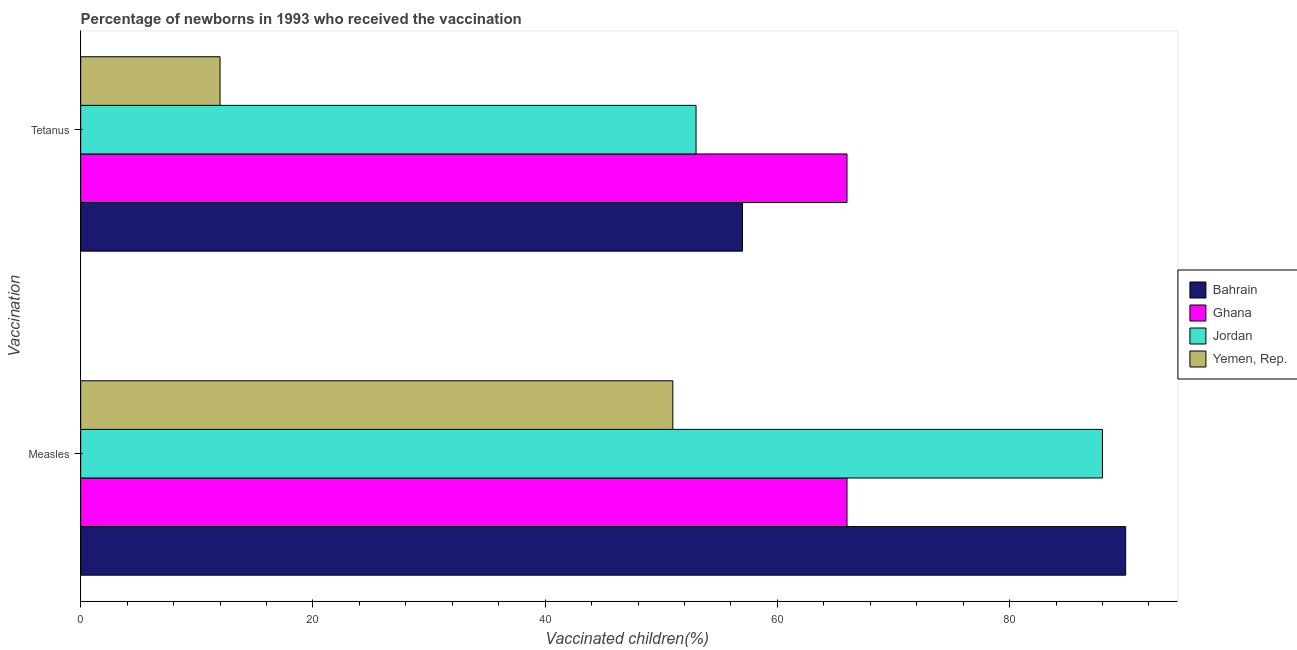 Percentage of newborns in 1993 who received the vaccination
Tetanus
Measles
Vaccination
0
20
40
60
80
Vaccinated children(%)
Bahrain
Ghana
Jordan
Yemen, Rep.